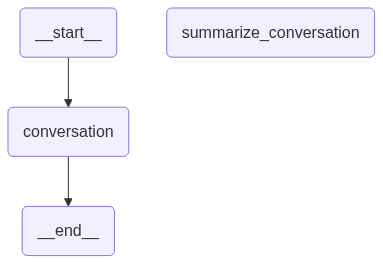 __start__
summarize_conversation
conversation
__end__